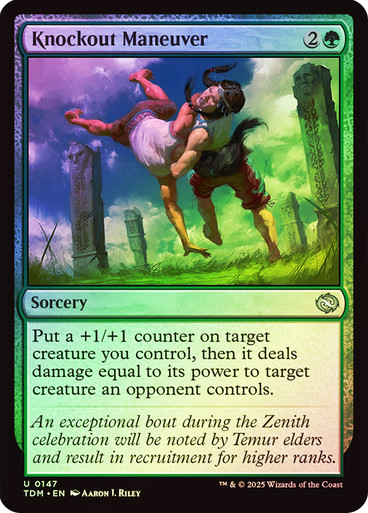 Knockout Maneuver 2
Sorcery
Put a +1/+1 counter on target
creature you control, then it deals
damage equal to its power to target
creature an opponent controls.
An exceptional bout during the Zenith
celebration will be noted by Temur elders
and result in recruitment for higher ranks.
U 0147
TDM • EN Aaron J. Riley
™ & © 2025 Wizards of the Coast